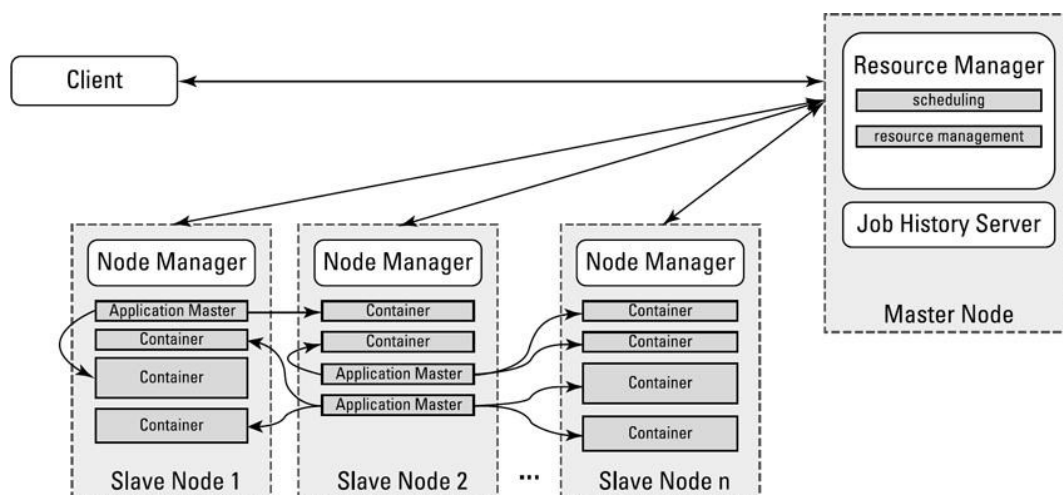 Client
Resource Manager
scheduling
resource management
Job History Server
Master Node
Node Manager
Application Master
Container
Container
Container
Slave Node 1
Node Manager
Container
Container
Application Master
Application Master
Slave Node 2
...
Node Manager
Container
Container
Container
Container
Slave Node n